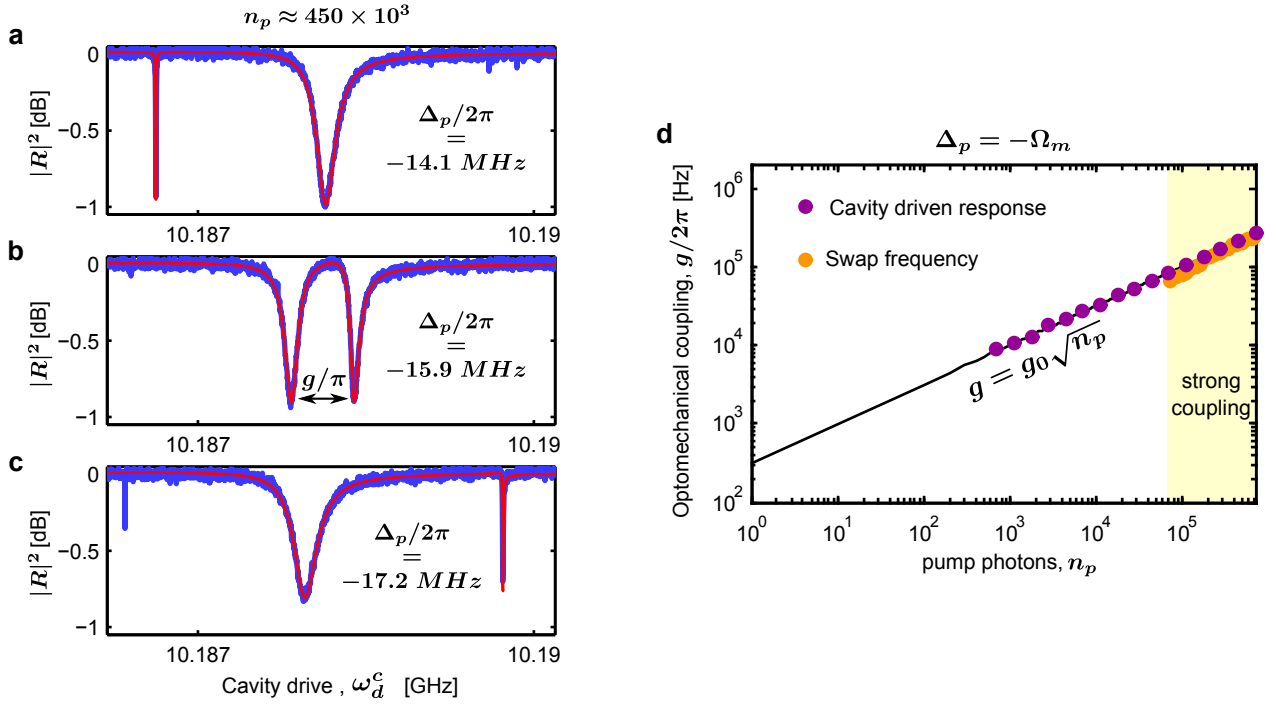 n_p ≈ 450 × 10^3
a
|R|^2 [dB]
0
−0.5
−1
Δ_p/2π
=
−14.1 MHz
10.187
10.19
b
|R|^2 [dB]
0
−0.5
−1
g/π
Δ_p/2π
=
−15.9 MHz
10.187
10.19
c
|R|^2 [dB]
0
−0.5
−1
Δ_p/2π
=
−17.2 MHz
10.187
10.19
Cavity drive , ω_d^c [GHz]
d
Δ_p = −Ω_m
Optomechanical coupling, g/2π [Hz]
10^6
10^5
10^4
10^3
10^2
Cavity driven response
Swap frequency
g = g_0√n_p
strong
coupling
10^0
10^1
10^2
10^3
10^4
10^5
pump photons, n_p